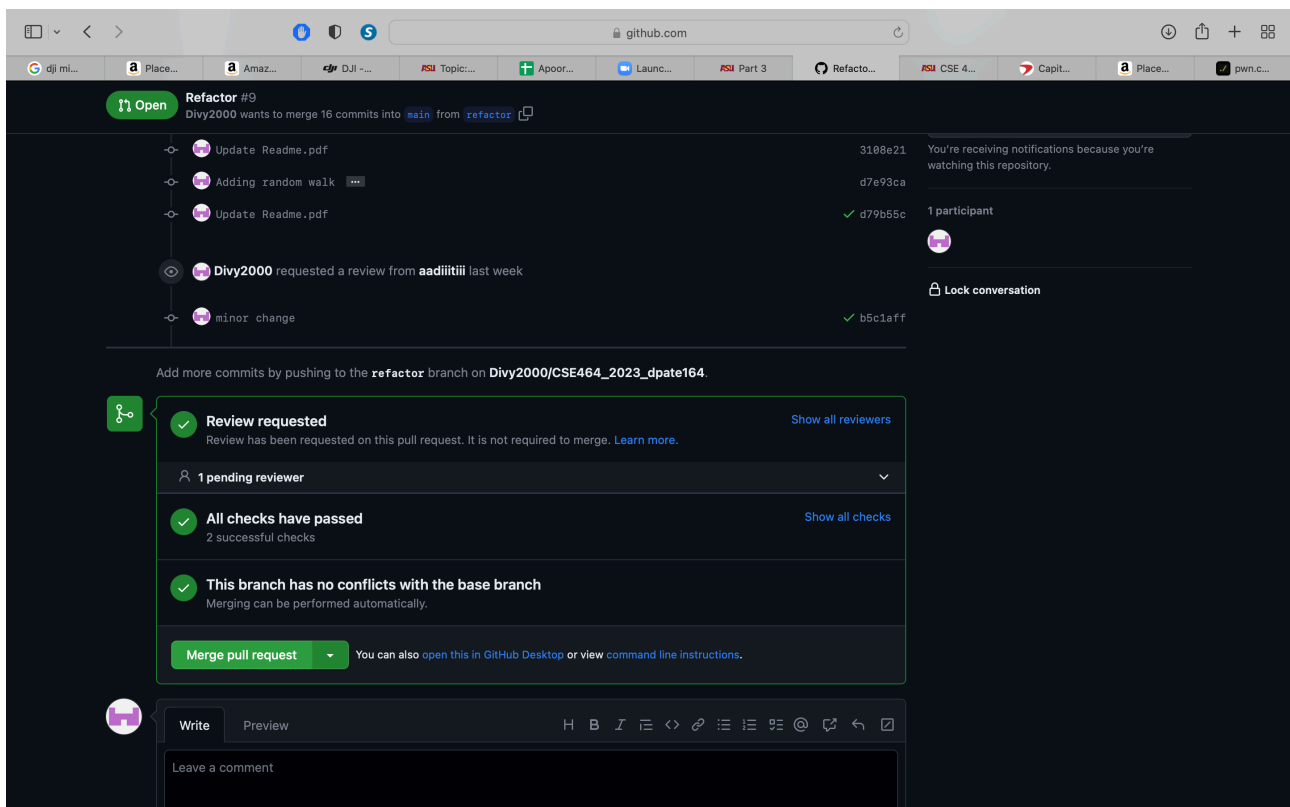 github.com
dji mi...
Place...
Amaz...
DJI -...
Topic:...
Apoor...
Launc...
Part 3
Refacto...
CSE 4...
Capit...
Place...
pwn.c...
Open
Refactor #9
Divy2000 wants to merge 16 commits into main from refactor
Update Readme.pdf 3108e21
Adding random walk ... d7e93ca
Update Readme.pdf d79b55c
Divy2000 requested a review from aadiiitiii last week
minor change b5c1aff
You're receiving notifications because you're
watching this repository.
1 participant
Lock conversation
Add more commits by pushing to the refactor branch on Divy2000/CSE464_2023_dpate164.
Review requested Show all reviewers
Review has been requested on this pull request. It is not required to merge. Learn more.
1 pending reviewer
All checks have passed Show all checks
2 successful checks
This branch has no conflicts with the base branch
Merging can be performed automatically.
Merge pull request You can also open this in GitHub Desktop or view command line instructions.
Write Preview
Leave a comment